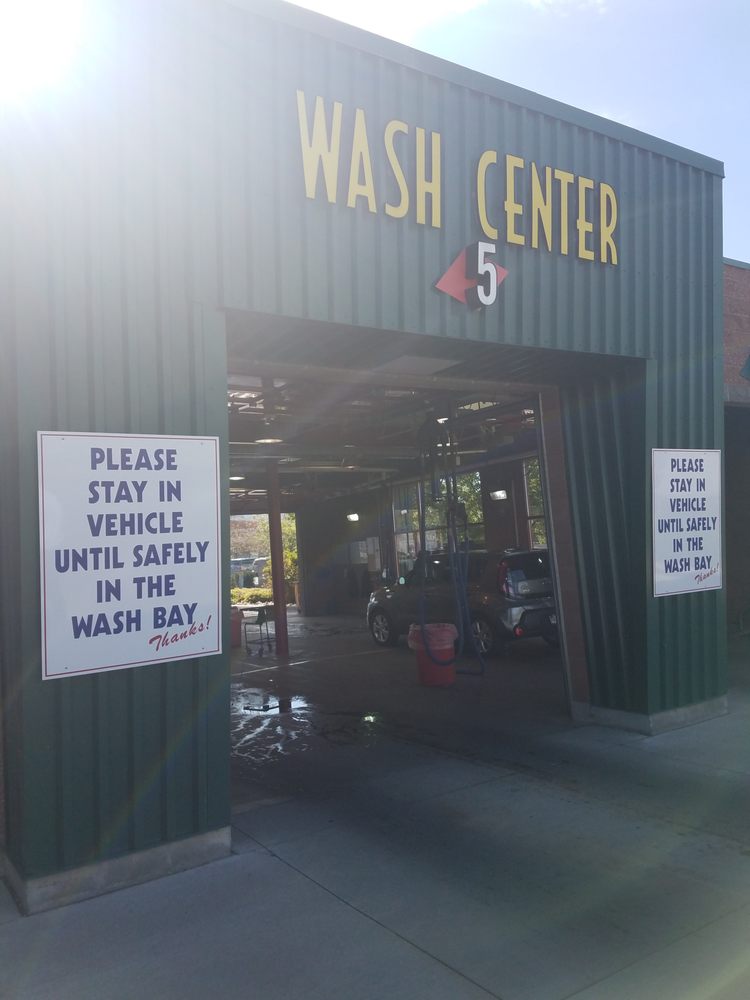 WASH CENTER
5
PLEASE
STAY IN
VEHICLE
UNTIL SAFELY
IN THE
WASH BAY
Thanks!
PLEASE
STAY IN
VEHICLE
UNTIL SAFELY
IN THE
WASH BAY
Thanks!